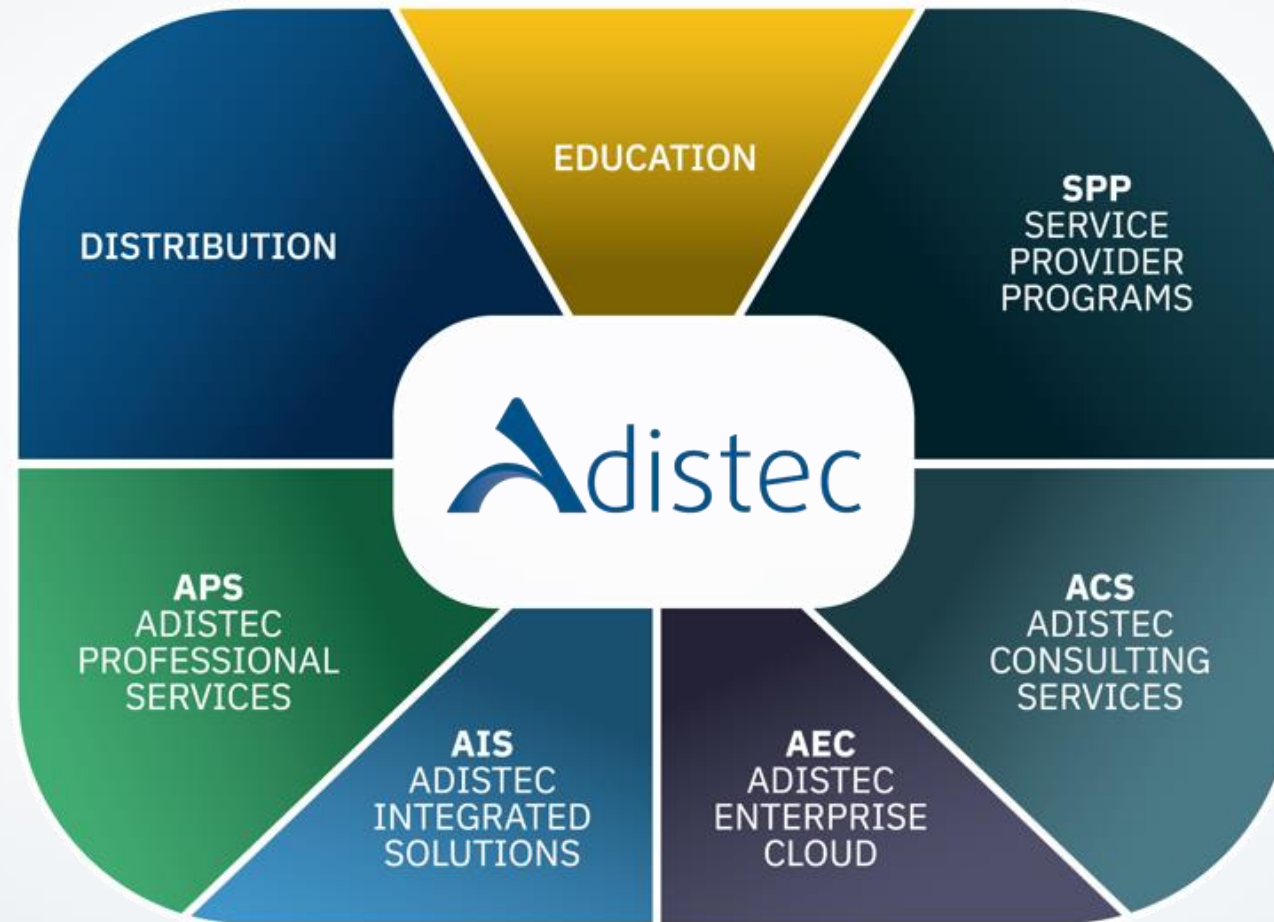 EDUCATION
DISTRIBUTION
SPP
SERVICE
PROVIDER
PROGRAMS
Adistec
APS
ADISTEC
PROFESSIONAL
SERVICES
ACS
ADISTEC
CONSULTING
SERVICES
AIS
ADISTEC
INTEGRATED
SOLUTIONS
AEC
ADISTEC
ENTERPRISE
CLOUD